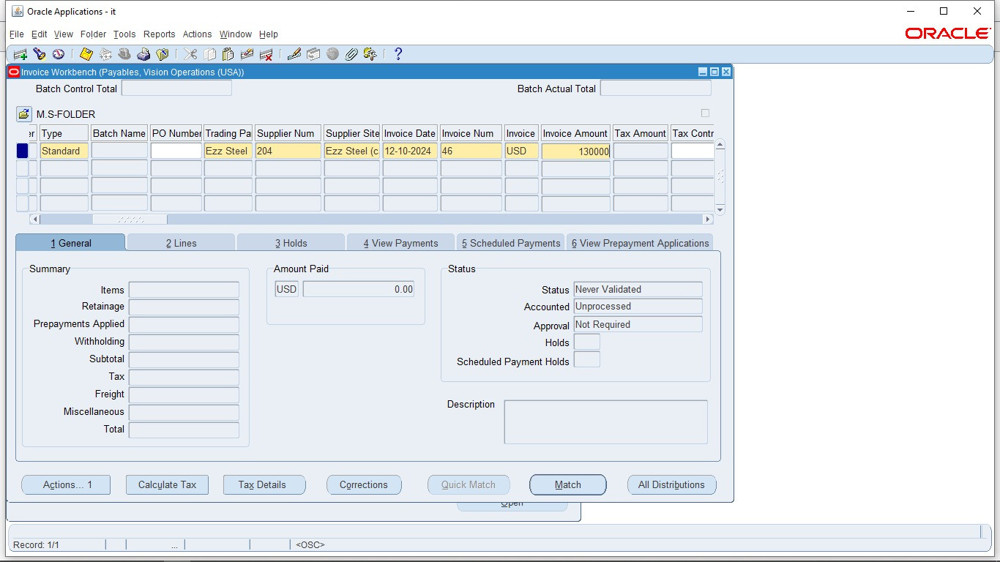 Oracle Applications - it
File Edit View Folder Tools Reports Actions Window Help
ORACLE
Invoice Workbench (Payables, Vision Operations (USA))
Batch Control Total
Batch Actual Total
M.S-FOLDER
er Type Batch Name PO Number Trading Pa Supplier Num Supplier Site Invoice Date Invoice Num Invoice Invoice Amount Tax Amount Tax Contr
Standard Ezz Steel 204 Ezz Steel (c 12-10-2024 46 USD 130000
1 General 2 Lines 3 Holds 4 View Payments 5 Scheduled Payments 6 View Prepayment Applications
Summary
Items
Retainage
Prepayments Applied
Withholding
Subtotal
Tax
Freight
Miscellaneous
Total
Amount Paid
USD 0.00
Status
Status Never Validated
Accounted Unprocessed
Approval Not Required
Holds
Scheduled Payment Holds
Description
Actions... 1 Calculate Tax Tax Details Corrections Quick Match Match All Distributions
Open
Record: 1/1 ... <OSC>